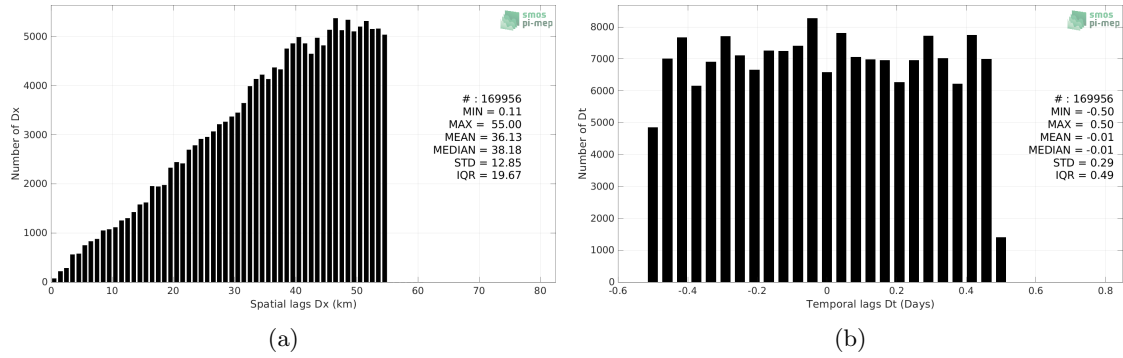 smos
pi-mep
5000
4000
3000
2000
1000
0
Number of Dx
# : 169956
MIN = 0.11
MAX = 55.00
MEAN = 36.13
MEDIAN = 38.18
STD = 12.85
IQR = 19.67
0 10 20 30 40 50 60 70 80
Spatial lags Dx (km)
(a)
smos
pi-mep
8000
7000
6000
5000
4000
3000
2000
1000
0
Number of Dt
# : 169956
MIN = -0.50
MAX = 0.50
MEAN = -0.01
MEDIAN = -0.01
STD = 0.29
IQR = 0.49
-0.6 -0.4 -0.2 0 0.2 0.4 0.6 0.8
Temporal lags Dt (Days)
(b)